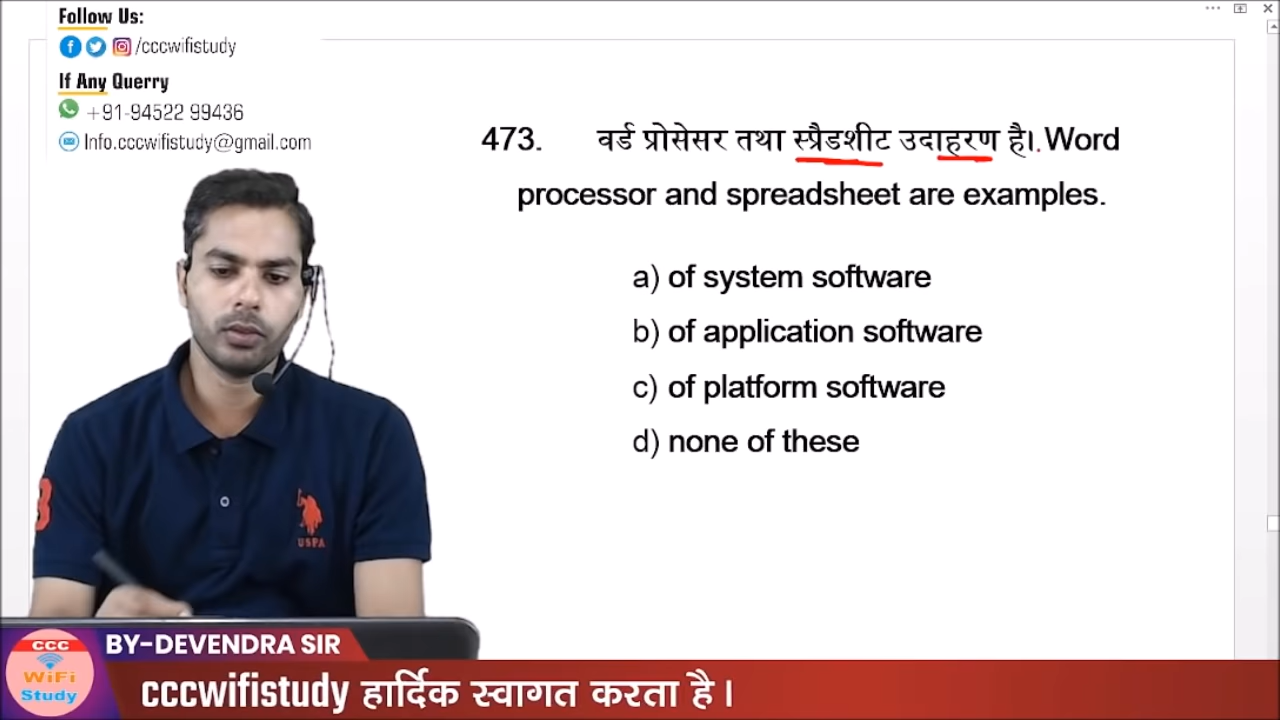 Follow Us:
/cccwifistudy
If Any Querry
+91-94522 99436
Info.cccwifistudy@gmail.com
473. वर्ड प्रोसेसर तथा स्प्रैडशीट उदाहरण है। Word
processor and spreadsheet are examples.
a) of system software
b) of application software
c) of platform software
d) none of these
3
USPA
BY-DEVENDRA SIR
CCC
WiFi
Study
cccwifistudy हार्दिक स्वागत करता है।